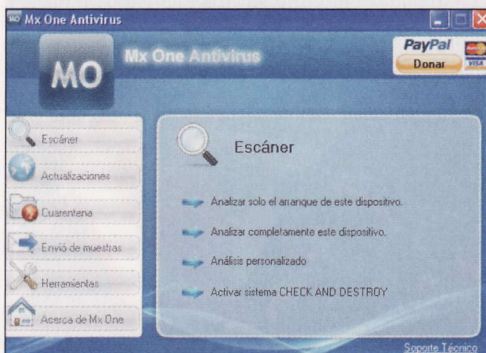 MO Mx One Antivirus
MO
Mx One Antivirus
PayPal
Donar
VISA
Escáner
Actualizaciones
Cuarentena
Envió de muestras
Herramientas
Acerca de Mx One
Escáner
Analizar solo el arranque de este dispositivo.
Analizar completamente este dispositivo.
Análisis personalizado
Activar sistema CHECK AND DESTROY
Soporte Técnico